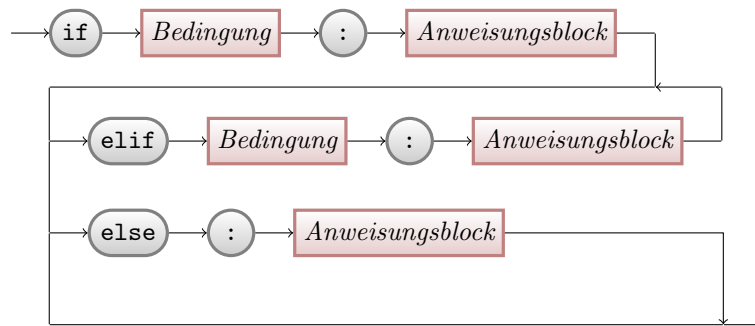 if Bedingung : Anweisungsblock
elif Bedingung : Anweisungsblock
else : Anweisungsblock